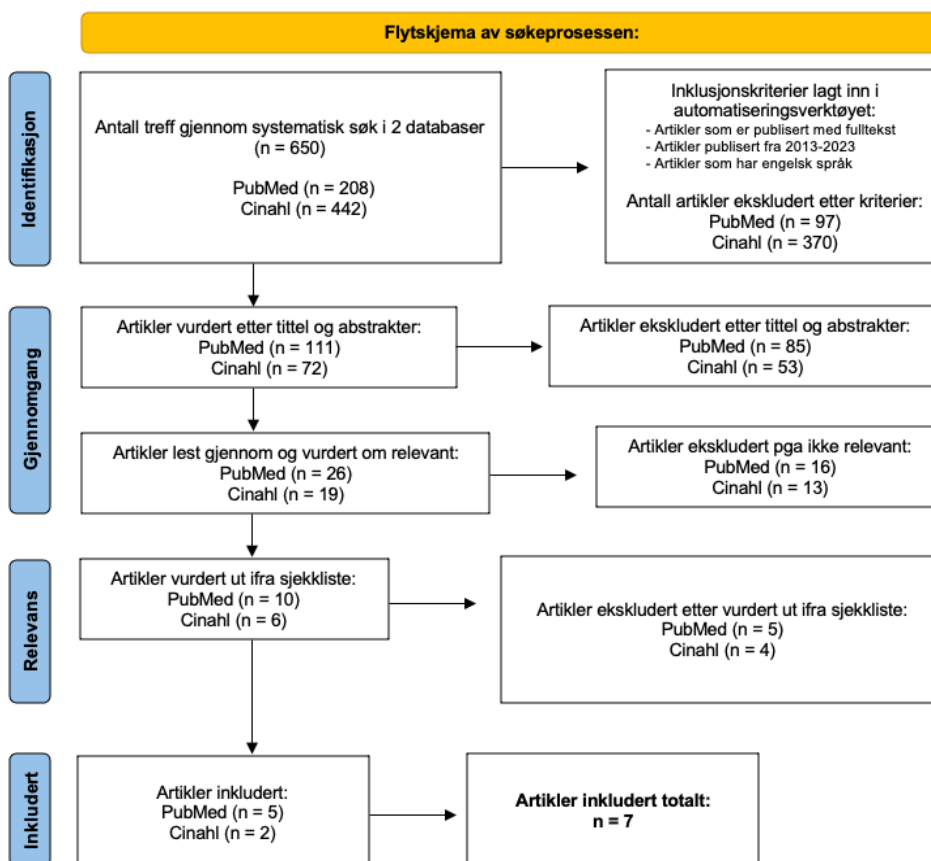 Flytskjema av søkeprosessen:
Identifikasjon
Antall treff gjennom systematisk søk i 2 databaser
(n = 650)
PubMed (n = 208)
Cinahl (n = 442)
Inklusjonskriterier lagt inn i
automatiseringsverktøyet:
- Artikler som er publisert med fulltekst
- Artikler publisert fra 2013-2023
- Artikler som har engelsk språk
Antall artikler ekskludert etter kriterier:
PubMed (n = 97)
Cinahl (n = 370)
Gjennomgang
Artikler vurdert etter tittel og abstrakter:
PubMed (n = 111)
Cinahl (n = 72)
Artikler ekskludert etter tittel og abstrakter:
PubMed (n = 85)
Cinahl (n = 53)
Artikler lest gjennom og vurdert om relevant:
PubMed (n = 26)
Cinahl (n = 19)
Artikler ekskludert pga ikke relevant:
PubMed (n = 16)
Cinahl (n = 13)
Relevans
Artikler vurdert ut ifra sjekkliste:
PubMed (n = 10)
Cinahl (n = 6)
Artikler ekskludert etter vurdert ut ifra sjekkliste:
PubMed (n = 5)
Cinahl (n = 4)
Inkludert
Artikler inkludert:
PubMed (n = 5)
Cinahl (n = 2)
Artikler inkludert totalt:
n = 7